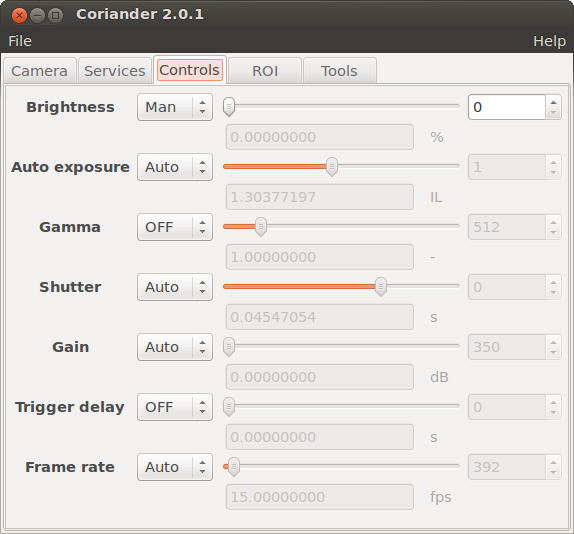 Coriander 2.0.1
File Help
Camera Services Controls ROI Tools
Brightness Man 0
0.00000000 %
Auto exposure Auto 1
1.30377197 IL
Gamma OFF 512
1.00000000 -
Shutter Auto 0
0.04547054 s
Gain Auto 350
0.00000000 dB
Trigger delay OFF 0
0.00000000 s
Frame rate Auto 392
15.00000000 fps